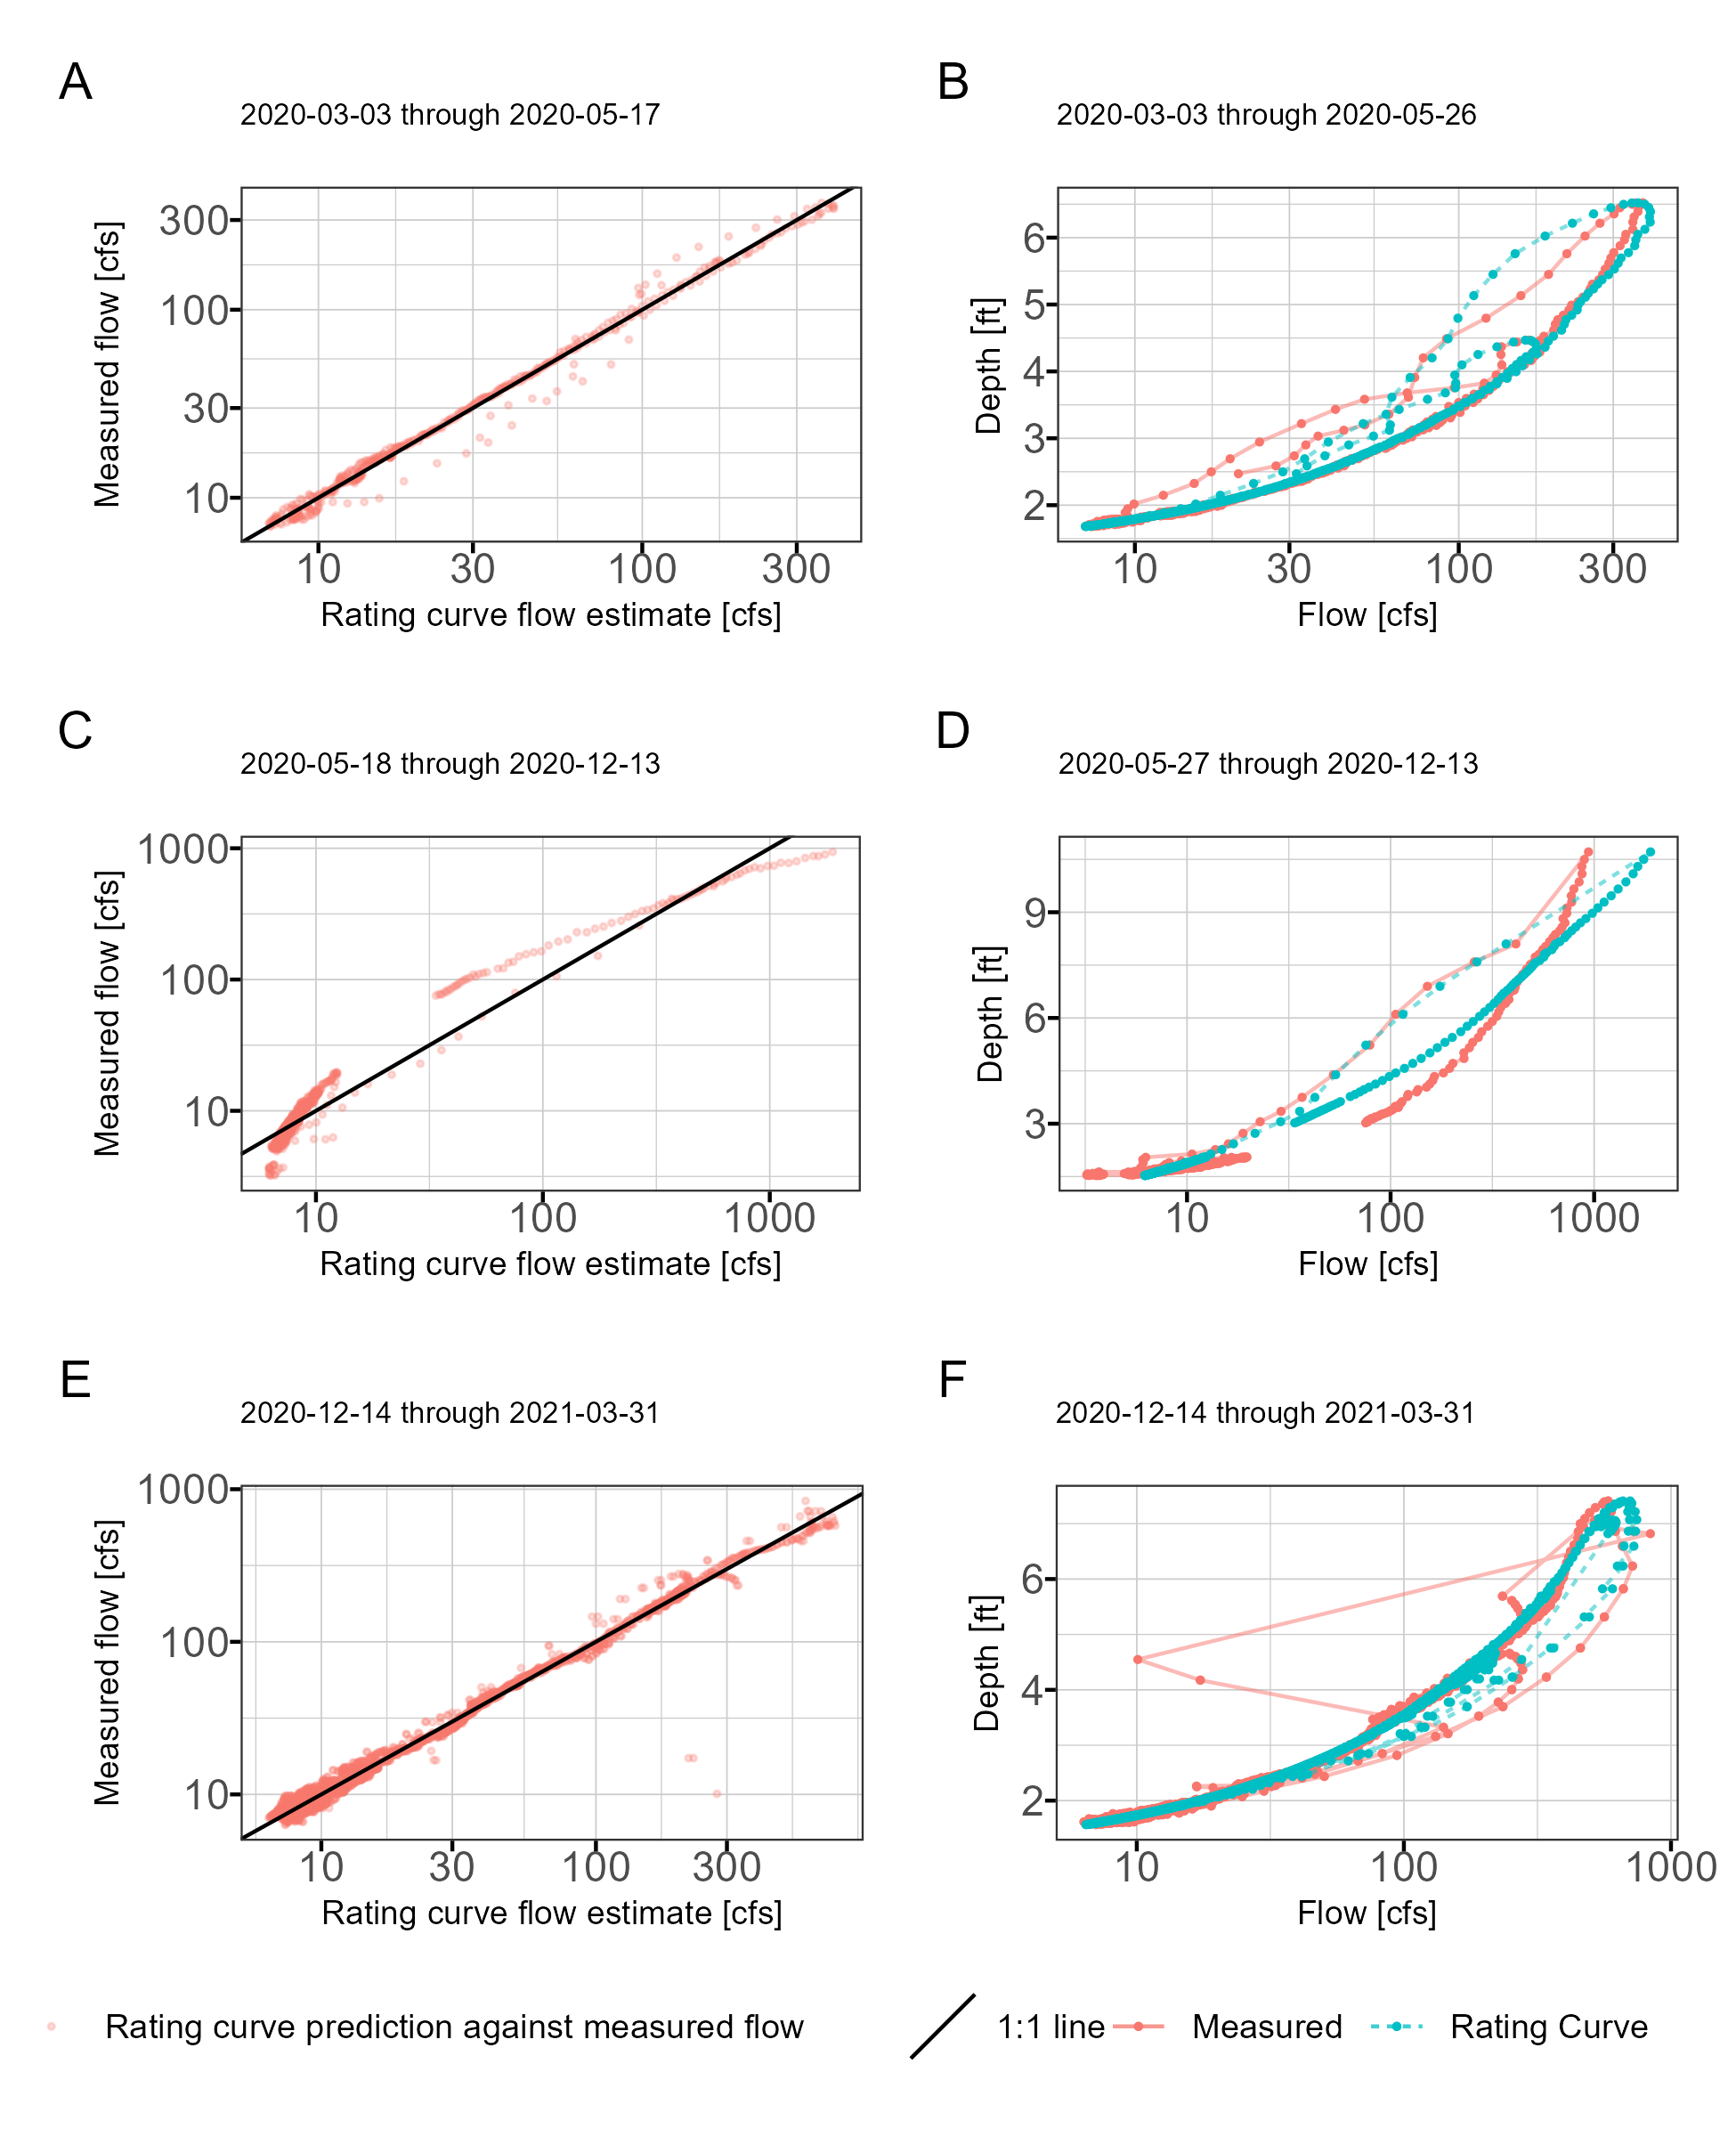 A
2020-03-03 through 2020-05-17
Measured flow [cfs]
300
100
30
10
10 30 100 300
Rating curve flow estimate [cfs]
B
2020-03-03 through 2020-05-26
Depth [ft]
6
5
4
3
2
10 30 100 300
Flow [cfs]
C
2020-05-18 through 2020-12-13
Measured flow [cfs]
1000
100
10
10 100 1000
Rating curve flow estimate [cfs]
D
2020-05-27 through 2020-12-13
Depth [ft]
9
6
3
10 100 1000
Flow [cfs]
E
2020-12-14 through 2021-03-31
Measured flow [cfs]
1000
100
10
10 30 100 300
Rating curve flow estimate [cfs]
F
2020-12-14 through 2021-03-31
Depth [ft]
6
4
2
10 100 1000
Flow [cfs]
Rating curve prediction against measured flow 1:1 line Measured Rating Curve